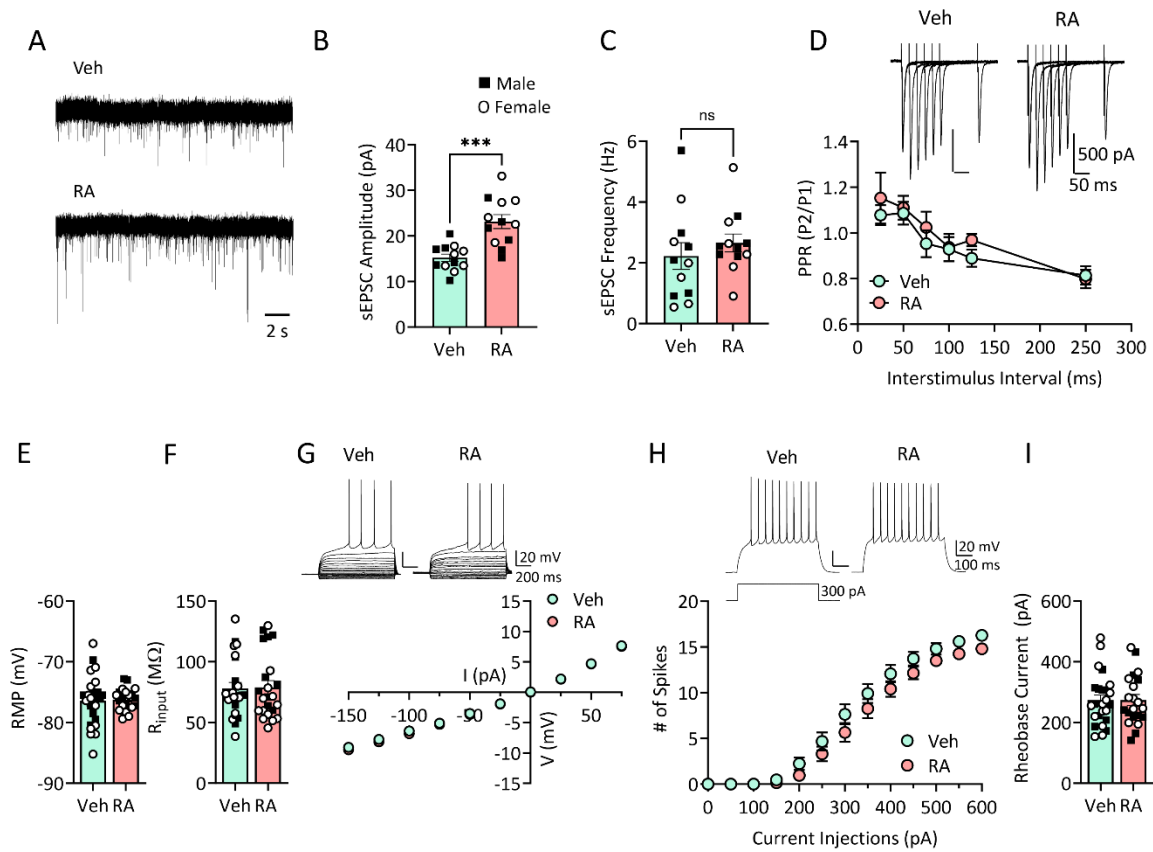 A
Veh
RA
2 s
B
■ Male
○ Female
***
sEPSC Amplitude (pA)
40
30
20
10
0
Veh RA
C
ns
sEPSC Frequency (Hz)
6
4
2
0
Veh RA
D
Veh RA
500 pA
50 ms
PPR (P2/P1)
1.4
1.2
1.0
0.8
0.6
Veh
RA
0 50 100 150 200 250 300
Interstimulus Interval (ms)
E
RMP (mV)
-60
-70
-80
-90
Veh RA
F
Rinput (MΩ)
150
100
50
0
Veh RA
G
Veh RA
20 mV
200 ms
Veh
RA
I (pA)
-150 -100 -50 50
V (mV)
15
10
5
-5
-10
-15
H
Veh RA
20 mV
100 ms
300 pA
# of Spikes
20
15
10
5
0
Veh
RA
0 100 200 300 400 500 600
Current Injections (pA)
I
Rheobase Current (pA)
600
400
200
0
Veh RA